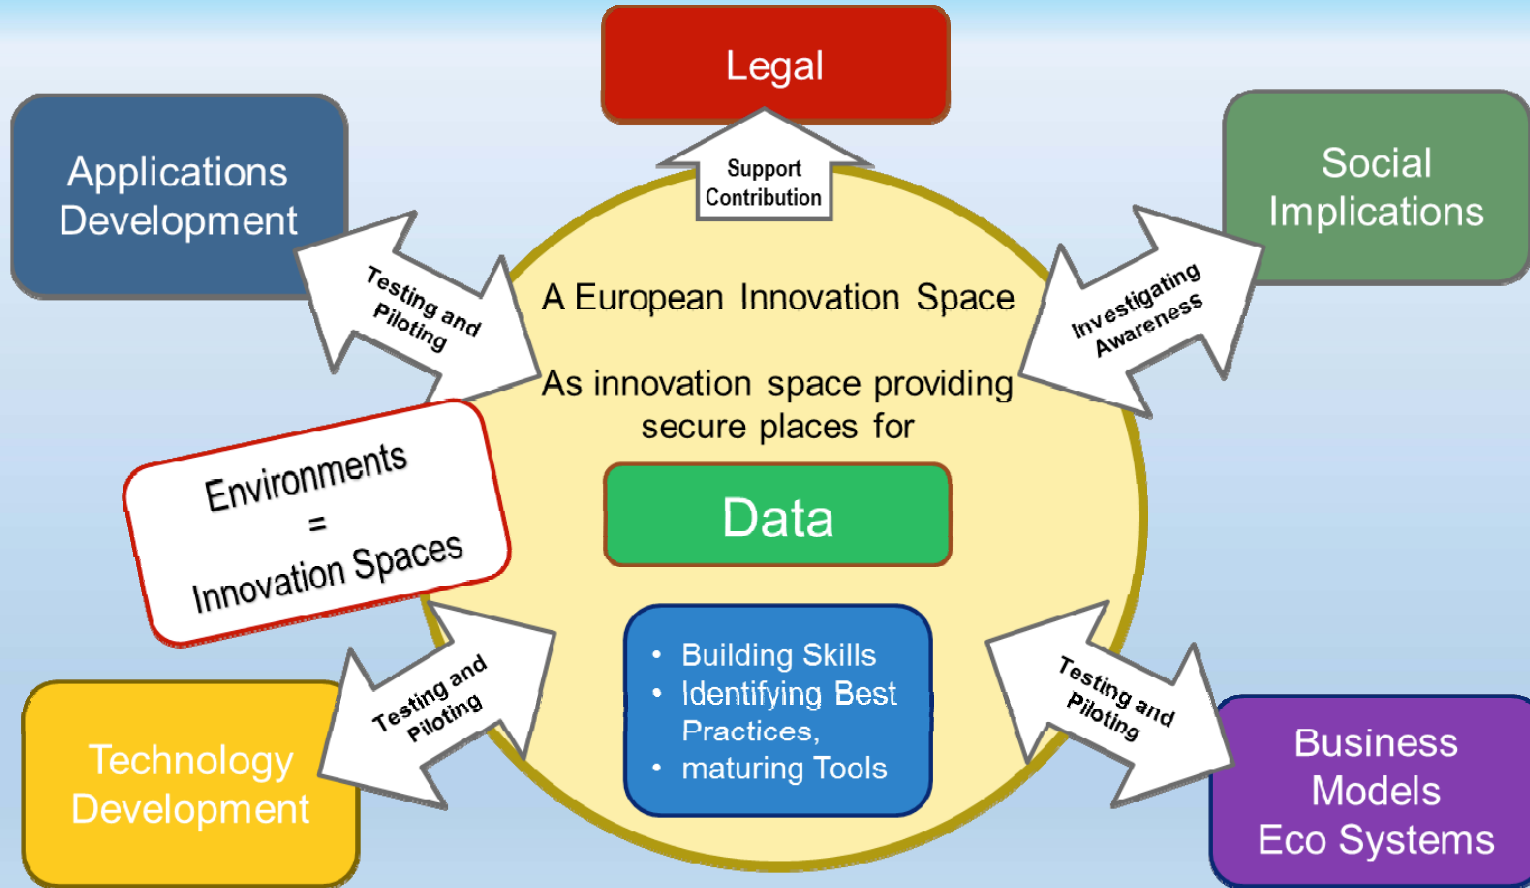 Legal
Applications
Development
Social
Implications
Support
Contribution
Testing and
Piloting
Investigating
Awareness
A European Innovation Space
As innovation space providing
secure places for
Environments
=
Innovation Spaces
Data
• Building Skills
• Identifying Best
Practices,
• maturing Tools
Testing and
Piloting
Testing and
Piloting
Technology
Development
Business
Models
Eco Systems